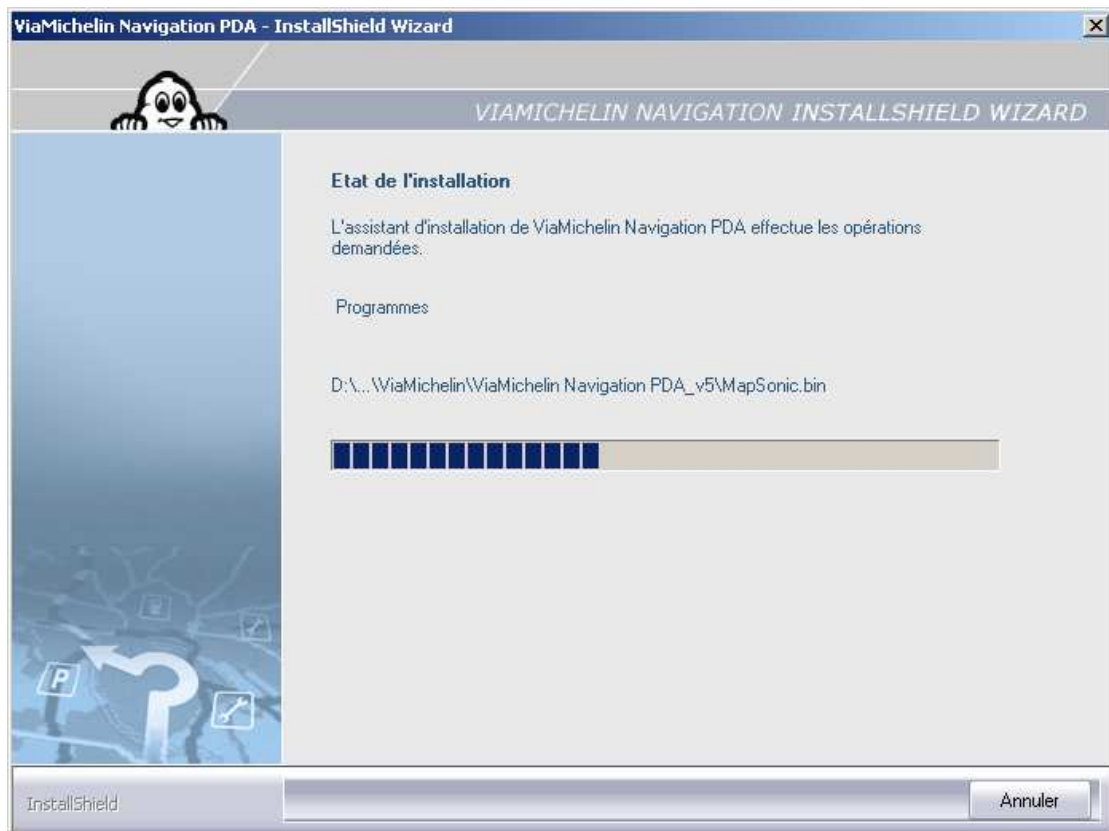 ViaMichelin Navigation PDA - InstallShield Wizard
VIAMICHELIN NAVIGATION INSTALLSHIELD WIZARD
Etat de l'installation
L'assistant d'installation de ViaMichelin Navigation PDA effectue les opérations
demandées.
Programmes
D:\...\ViaMichelin\ViaMichelin Navigation PDA_v5\MapSonic.bin
P
InstallShield
Annuler